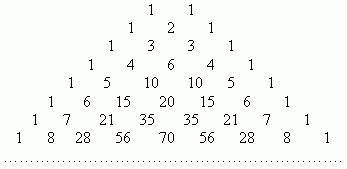 1 1
1 2 1
1 3 3 1
1 4 6 4 1
1 5 10 10 5 1
1 6 15 20 15 6 1
1 7 21 35 35 21 7 1
1 8 28 56 70 56 28 8 1
................................................................